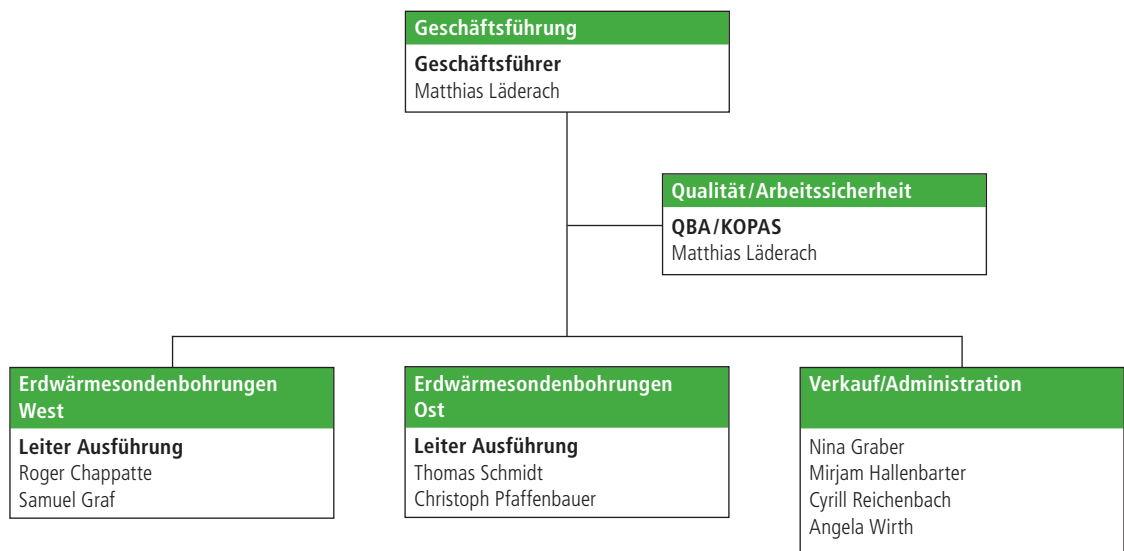 Geschäftsführung
Geschäftsführer
Matthias Läderach
Qualität/Arbeitssicherheit
QBA/KOPAS
Matthias Läderach
Erdwärmesondenbohrungen
West
Leiter Ausführung
Roger Chappatte
Samuel Graf
Erdwärmesondenbohrungen
Ost
Leiter Ausführung
Thomas Schmidt
Christoph Pfaffenbauer
Verkauf/Administration
Nina Graber
Mirjam Hallenbarter
Cyrill Reichenbach
Angela Wirth